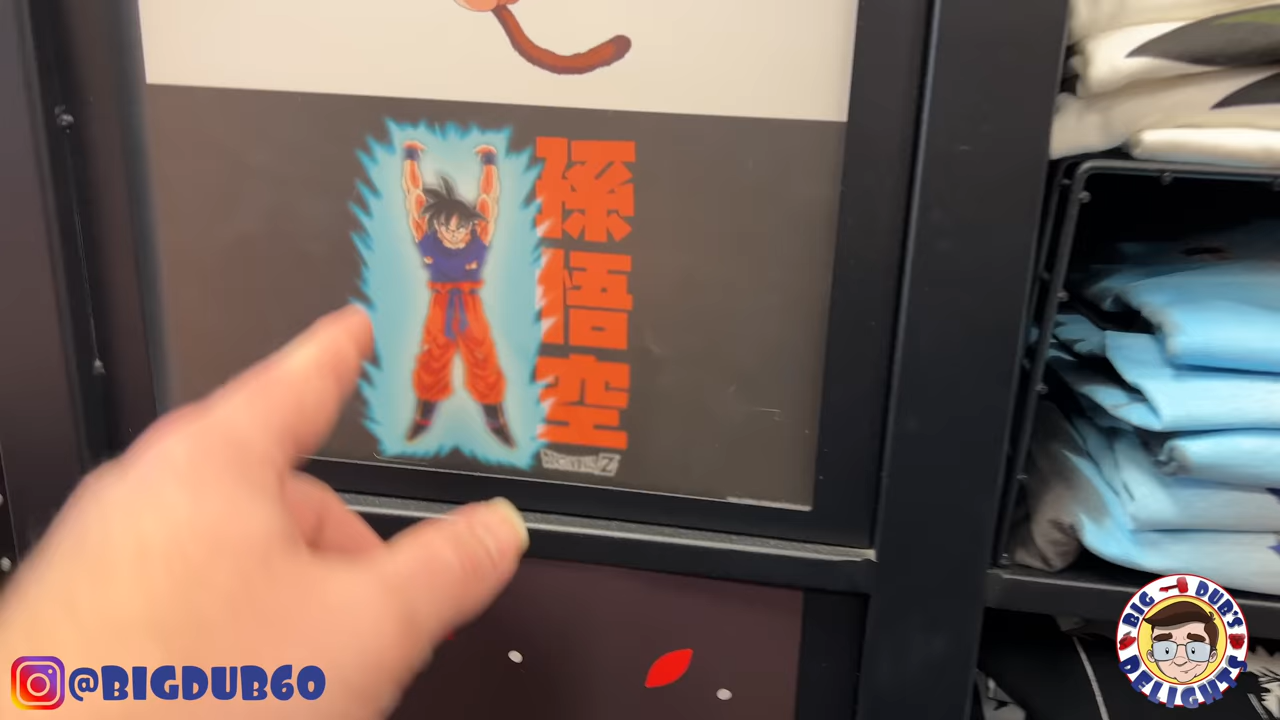 孫
悟
空
@BIGDUB60
BIG DUB'S
DELIGHTS